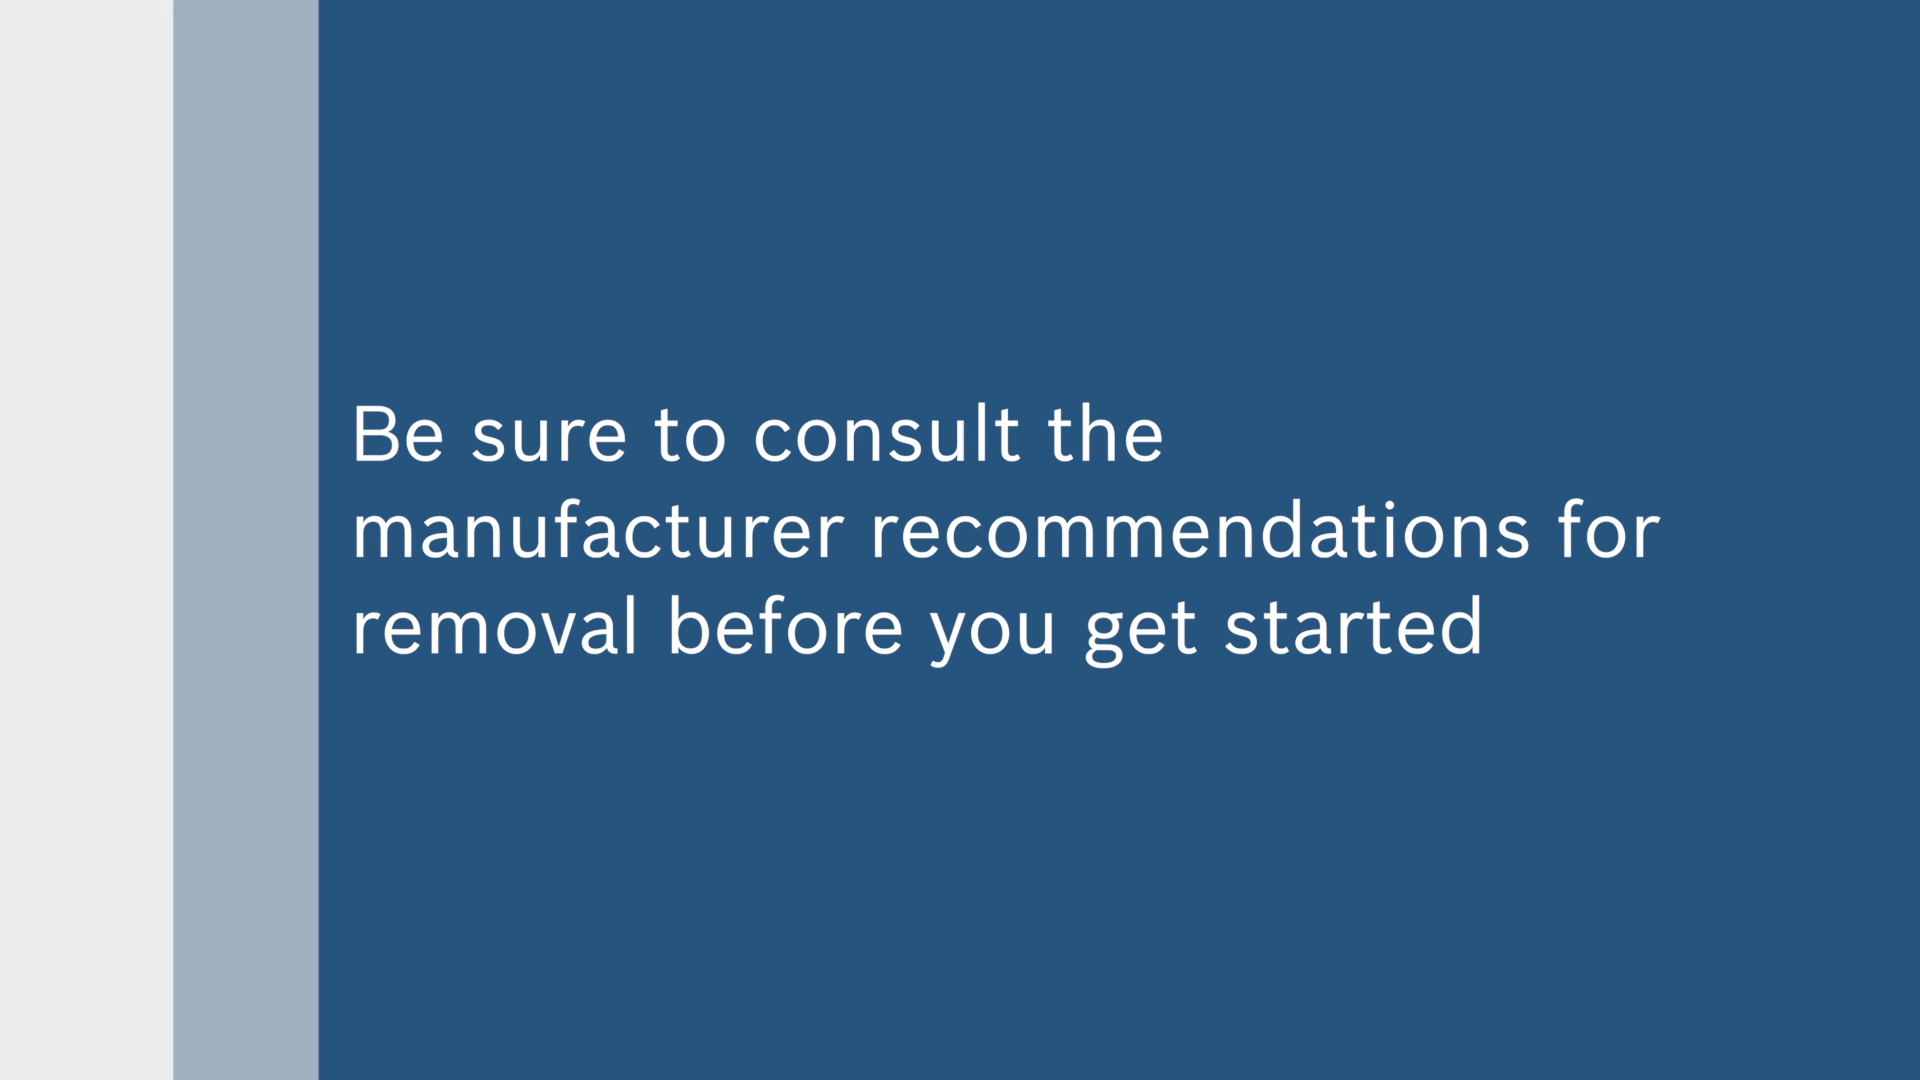 Be sure to consult the
manufacturer recommendations for
removal before you get started